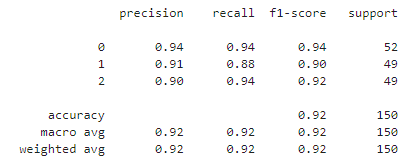 precision recall f1-score support
0 0.94 0.94 0.94 52
1 0.91 0.88 0.90 49
2 0.90 0.94 0.92 49
accuracy 0.92 150
macro avg 0.92 0.92 0.92 150
weighted avg 0.92 0.92 0.92 150